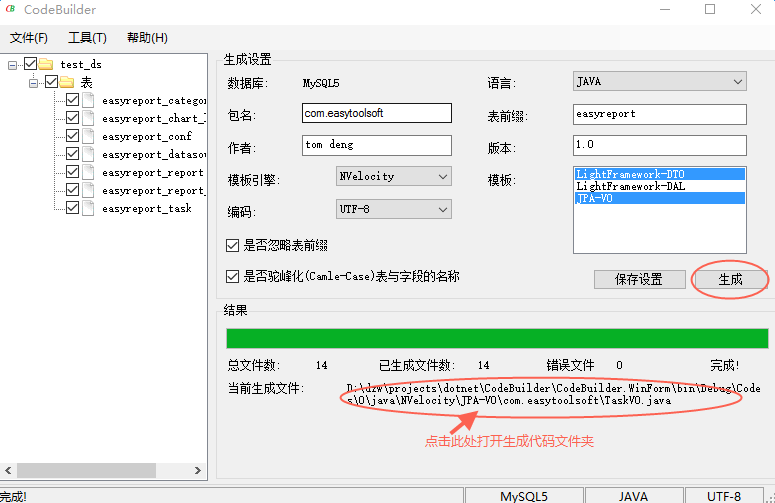 CodeBuilder
文件(F) 工具(T) 帮助(H)
test_ds
表
easyreport_categor
easyreport_chart_l
easyreport_conf
easyreport_datasou
easyreport_report
easyreport_report_
easyreport_task
生成设置
数据库: MySQL5 语言: JAVA
包名: com.easytoolsoft 表前缀: easyreport
作者: tom deng 版本: 1.0
模板引擎: NVelocity 模板: LightFramework-DTO
LightFramework-DAL
JPA-VO
编码: UTF-8
是否忽略表前缀
是否驼峰化(Camle-Case)表与字段的名称
保存设置 生成
结果
总文件数: 14 已生成文件数: 14 错误文件 0 完成!
当前生成文件: D:\dzw\projects\dotnet\CodeBuilder\CodeBuilder.WinForm\bin\Debug\Code
s\0\java\NVelocity\JPA-VO\com.easytoolsoft\TaskVO.java
点击此处打开生成代码文件夹
完成! MySQL5 JAVA UTF-8